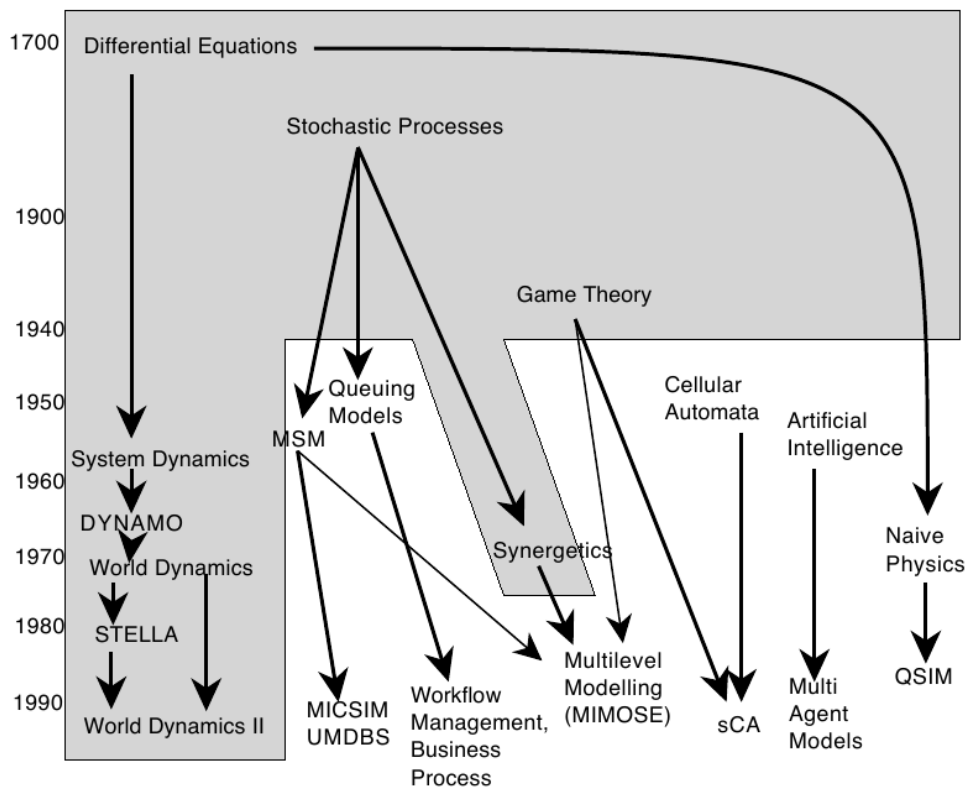 1700
Differential Equations
Stochastic Processes
1900
Game Theory
1940
Queuing
Models
Cellular
Automata
1950
Artificial
Intelligence
MSM
System Dynamics
1960
DYNAMO
Naive
Physics
Synergetics
1970
World Dynamics
1980
STELLA
Multilevel
Modelling
(MIMOSE)
QSIM
1990
MICSIM
UMDBS
Workflow
Management,
Business
Process
Multi
Agent
Models
sCA
World Dynamics II